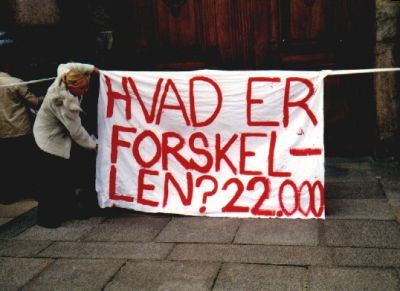 HVAD ER
FORSKEL-
LEN? 22.000